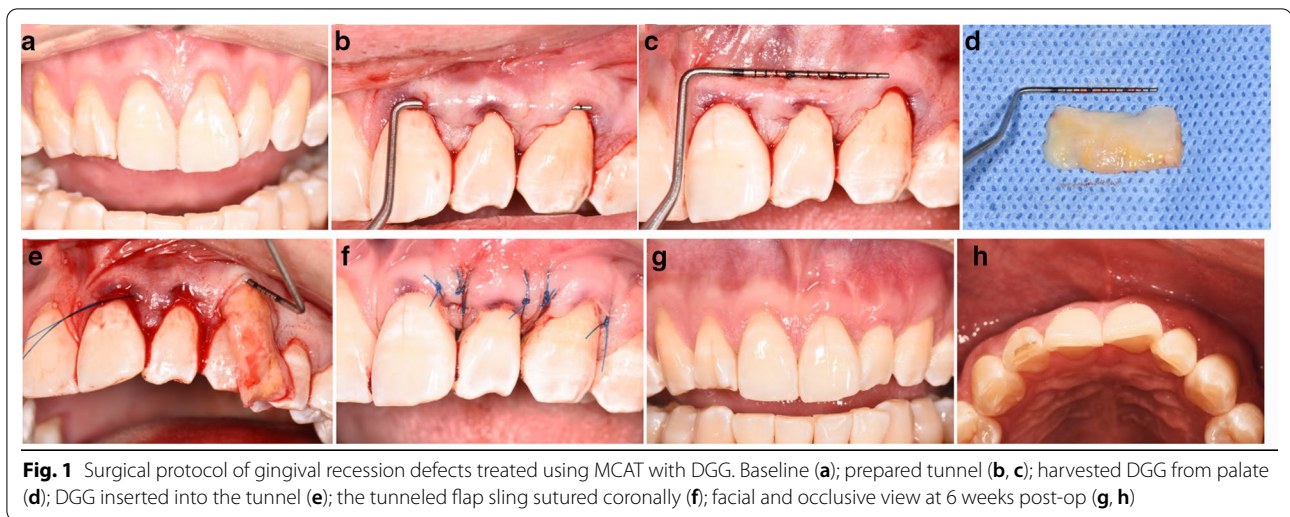 a
b
c
d
e
f
g
h
Fig. 1 Surgical protocol of gingival recession defects treated using MCAT with DGG. Baseline (a); prepared tunnel (b, c); harvested DGG from palate
(d); DGG inserted into the tunnel (e); the tunneled flap sling sutured coronally (f); facial and occlusive view at 6 weeks post-op (g, h)